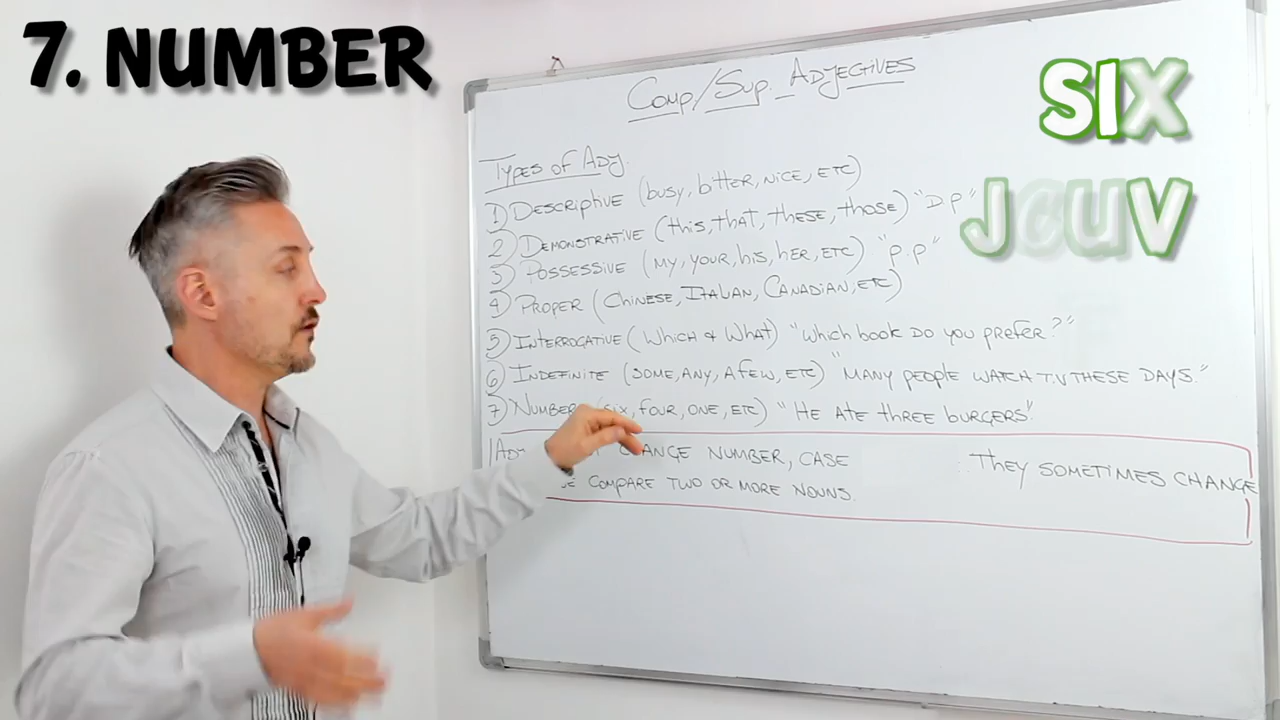 7. NUMBER
SIX
COMP/SUP. ADJECTIVES
TYPES OF ADJ.
1) DESCRIPTIVE (busy, bitter, NICE, ETC)
2) DEMONSTRATIVE (this, that, these, those) "D.P"
3) POSSESSIVE (MY, YOUR, his, her, ETC) "P.P"
4) PROPER (CHINESE, ITALIAN, CANADIAN, ETC)
5) INTERROGATIVE (WHICH & WHAT) "Which book DO you prefer?"
6) INDEFINITE (SOME, ANY, A FEW, ETC) "MANY people WATCH T.V THESE DAYS."
7) NUMBER (six, four, ONE, ETC) "HE ATE three burgers".
CHANGE NUMBER, CASE
They SOMETIMES CHANGE
COMPARE TWO OR MORE NOUNS.